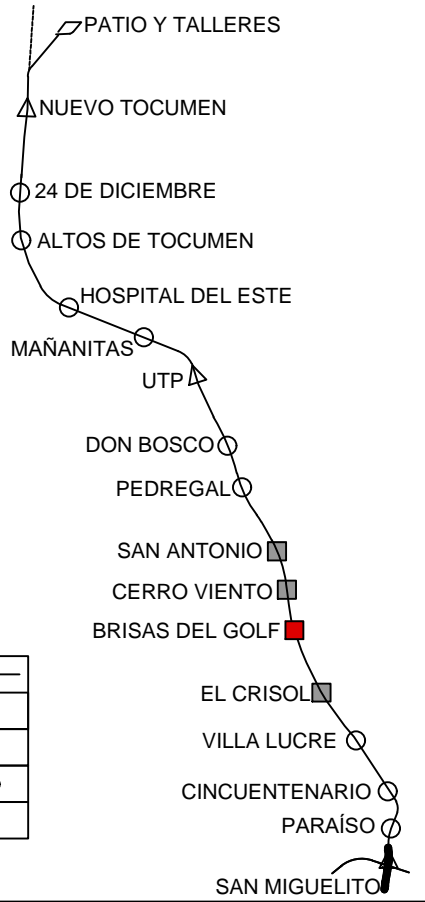 PATIO Y TALLERES
NUEVO TOCUMEN
24 DE DICIEMBRE
ALTOS DE TOCUMEN
HOSPITAL DEL ESTE
MAÑANITAS
UTP
DON BOSCO
PEDREGAL
SAN ANTONIO
CERRO VIENTO
BRISAS DEL GOLF
EL CRISOL
VILLA LUCRE
CINCUENTENARIO
PARAÍSO
SAN MIGUELITO